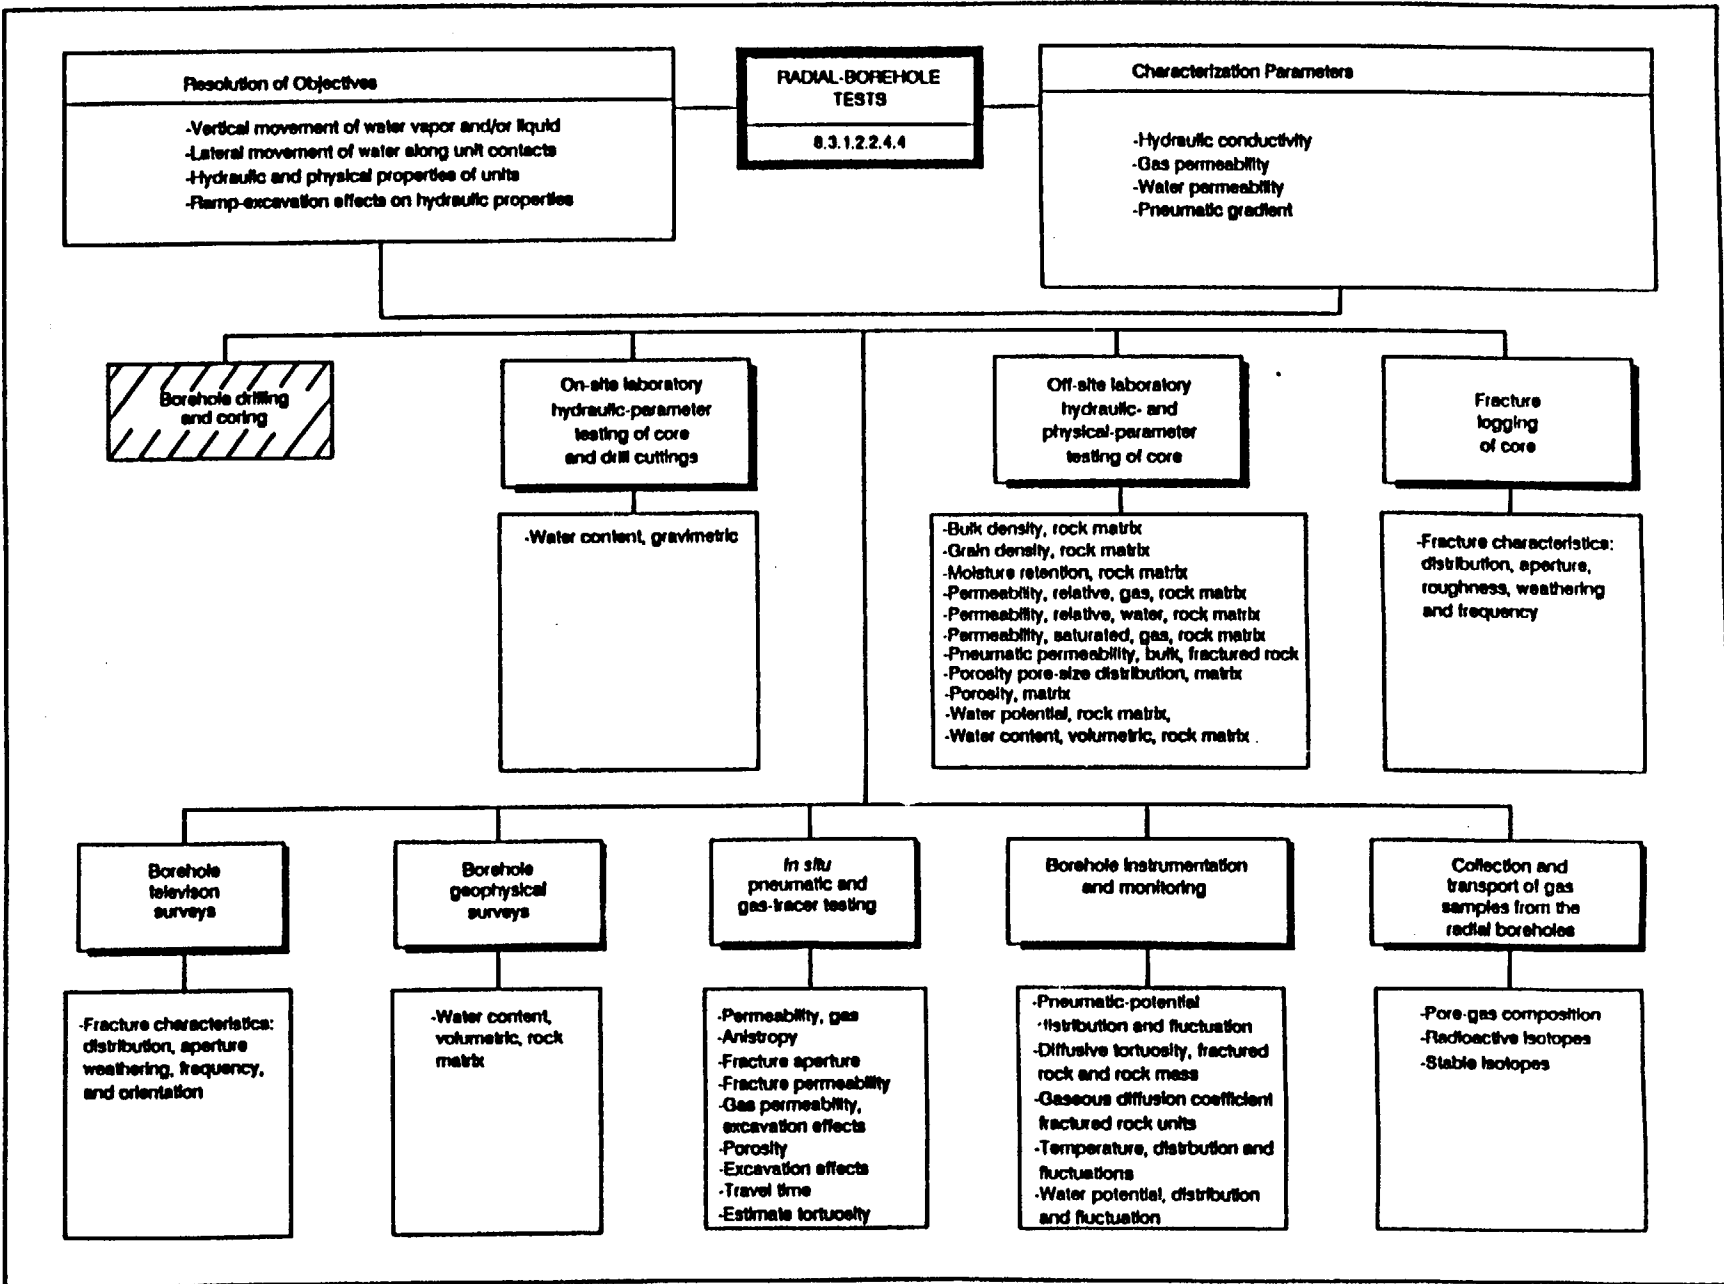 Resolution of Objectives
-Vertical movement of water vapor and/or liquid
-Lateral movement of water along unit contacts
-Hydraulic and physical properties of units
-Ramp-excavation effects on hydraulic properties
RADIAL-BOREHOLE
TESTS
8.3.1.2.2.4.4
Characterization Parameters
-Hydraulic conductivity
-Gas permeability
-Water permeability
-Pneumatic gradient
Borehole drilling
and coring
On-site laboratory
hydraulic-parameter
testing of core
and drill cuttings
-Water content, gravimetric
Off-site laboratory
hydraulic- and
physical-parameter
testing of core
-Bulk density, rock matrix
-Grain density, rock matrix
-Moisture retention, rock matrix
-Permeability, relative, gas, rock matrix
-Permeability, relative, water, rock matrix
-Permeability, saturated, gas, rock matrix
-Pneumatic permeability, bulk, fractured rock
-Porosity pore-size distribution, matrix
-Porosity, matrix
-Water potential, rock matrix,
-Water content, volumetric, rock matrix
Fracture
logging
of core
-Fracture characteristics:
distribution, aperture,
roughness, weathering
and frequency
Borehole
televison
surveys
-Fracture characteristics:
distribution, aperture
weathering, frequency,
and orientation
Borehole
geophysical
surveys
-Water content,
volumetric, rock
matrix
In situ
pneumatic and
gas-tracer testing
-Permeability, gas
-Anistropy
-Fracture aperture
-Fracture permeability
-Gas permeability,
excavation effects
-Porosity
-Excavation effects
-Travel time
-Estimate tortuosity
Borehole instrumentation
and monitoring
-Pneumatic-potential
distribution and fluctuation
-Diffusive tortuosity, fractured
rock and rock mass
-Gaseous diffusion coefficient
fractured rock units
-Temperature, distrbution and
fluctuations
-Water potential, distribution
and fluctuation
Collection and
transport of gas
samples from the
radial boreholes
-Pore-gas composition
-Radioactive isotopes
-Stable isotopes